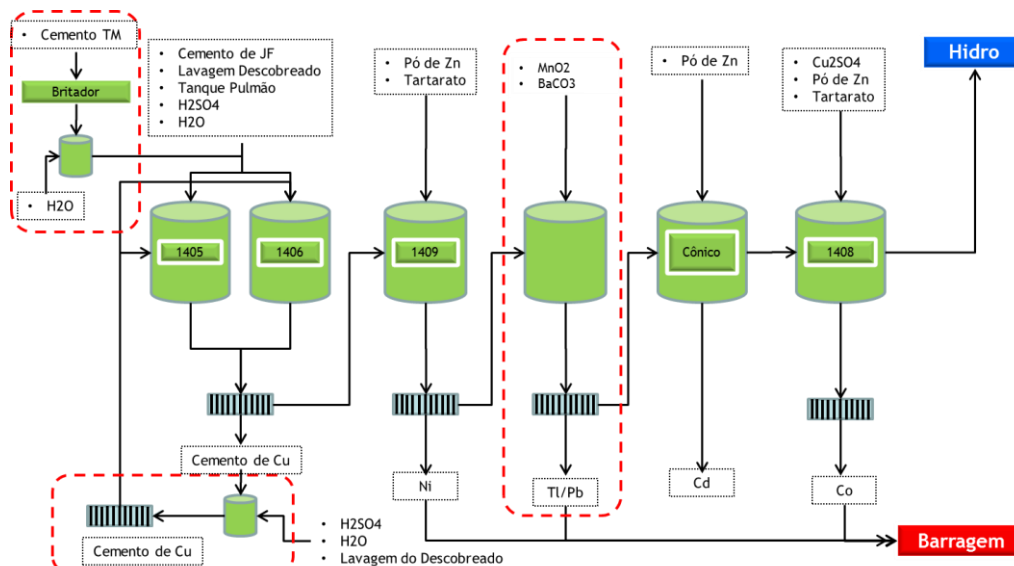 • Cemento TM
Britador
• H2O
• Cemento de JF
• Lavagem Descobreado
• Tanque Pulmão
• H2SO4
• H2O
• Pó de Zn
• Tartarato
• MnO2
• BaCO3
• Pó de Zn
• Cu2SO4
• Pó de Zn
• Tartarato
Hidro
1405
1406
1409
Cônico
1408
Cemento de Cu
Ni
Tl/Pb
Cd
Co
Cemento de Cu
• H2SO4
• H2O
• Lavagem do Descobreado
Barragem